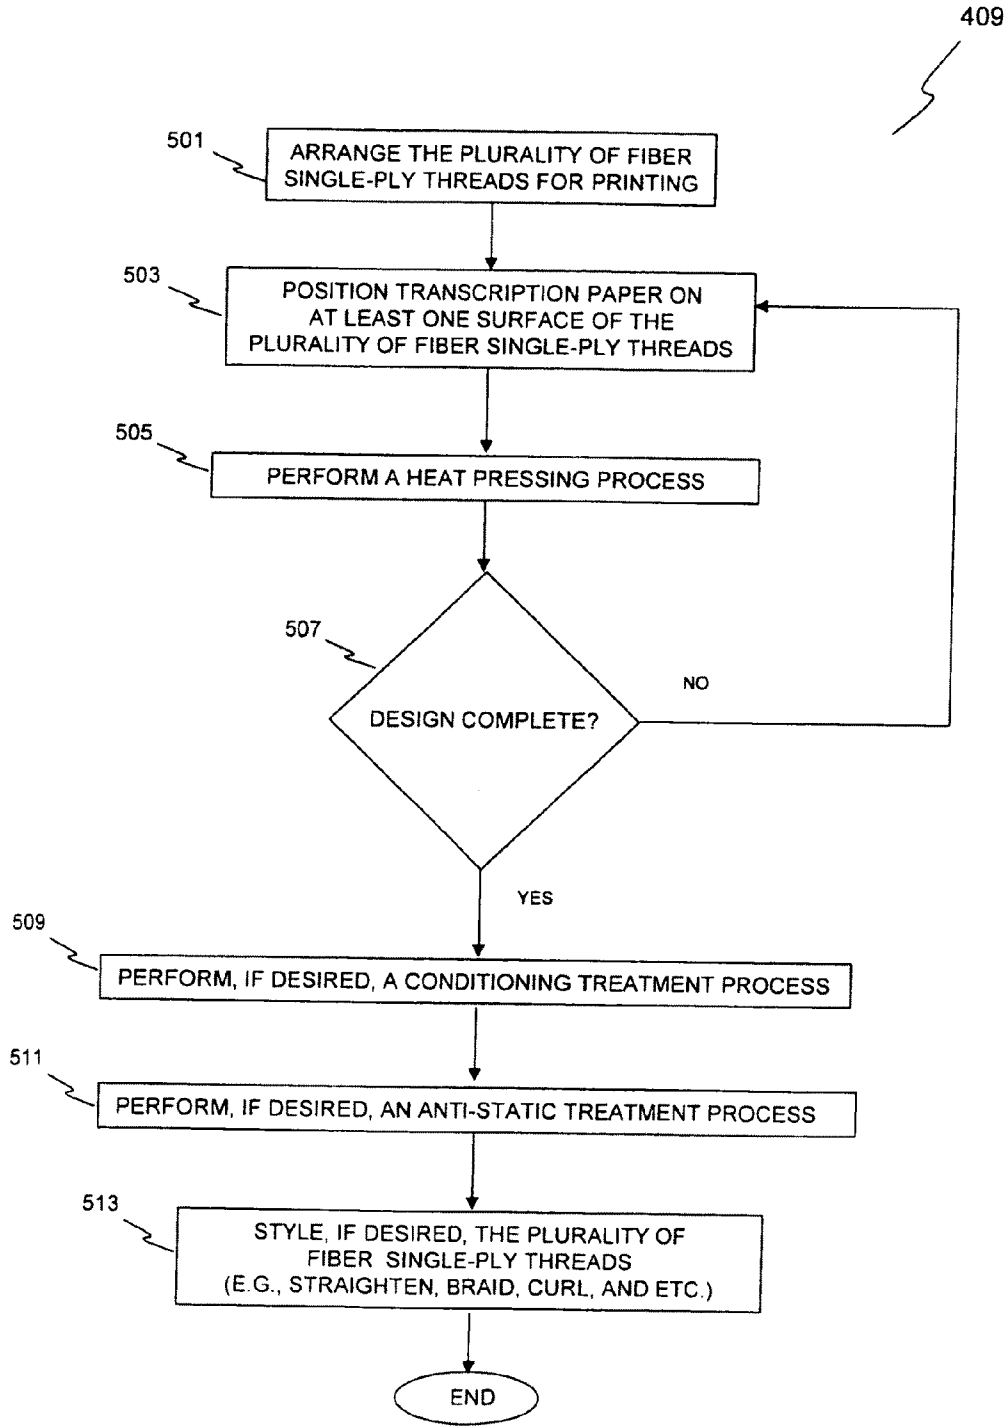 409
501
ARRANGE THE PLURALITY OF FIBER
SINGLE-PLY THREADS FOR PRINTING
503
POSITION TRANSCRIPTION PAPER ON
AT LEAST ONE SURFACE OF THE
PLURALITY OF FIBER SINGLE-PLY THREADS
505
PERFORM A HEAT PRESSING PROCESS
507
DESIGN COMPLETE?
NO
YES
509
PERFORM, IF DESIRED, A CONDITIONING TREATMENT PROCESS
511
PERFORM, IF DESIRED, AN ANTI-STATIC TREATMENT PROCESS
513
STYLE, IF DESIRED, THE PLURALITY OF
FIBER SINGLE-PLY THREADS
(E.G., STRAIGHTEN, BRAID, CURL, AND ETC.)
END